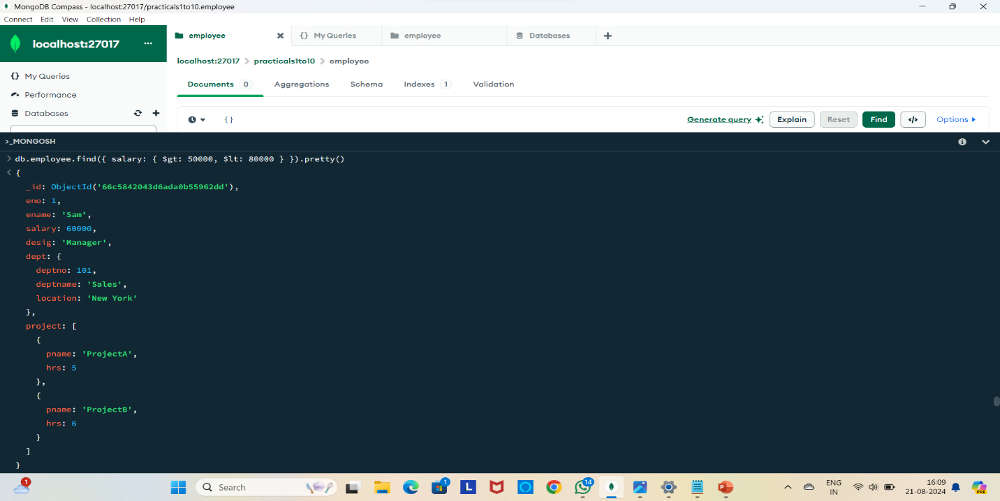 MongoDB Compass - localhost:27017/practicals1to10.employee
Connect Edit View Collection Help
localhost:27017 ...
employee
{} My Queries
employee
Databases
localhost:27017 > practicals1to10 > employee
{} My Queries
Performance
Databases
Documents 0 Aggregations Schema Indexes 1 Validation
{} Generate query Explain Reset Find </> Options
>_MONGOSH
> db.employee.find({ salary: { $gt: 50000, $lt: 80000 } }).pretty()
< {
_id: ObjectId('66c5842043d6ada0b55962dd'),
eno: 1,
ename: 'Sam',
salary: 60000,
desig: 'Manager',
dept: {
deptno: 101,
deptname: 'Sales',
location: 'New York'
},
project: [
{
pname: 'ProjectA',
hrs: 5
},
{
pname: 'ProjectB',
hrs: 6
}
]
}
1
Search
1
L
14
P
ENG
IN
16:09
21-08-2024
PRE